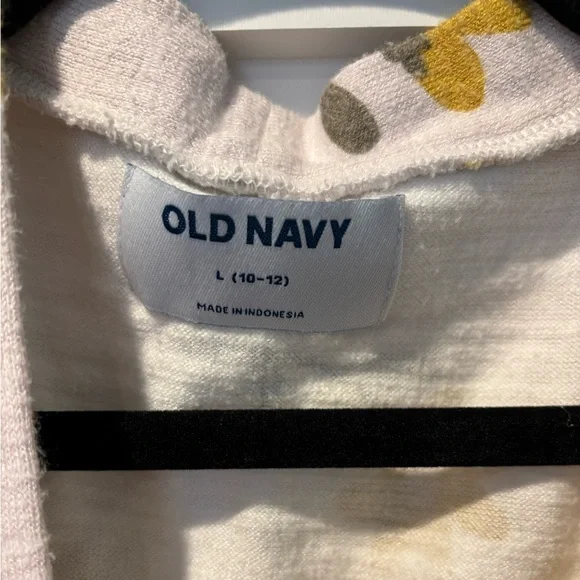 OLD NAVY
L (10-12)
MADE IN INDONESIA